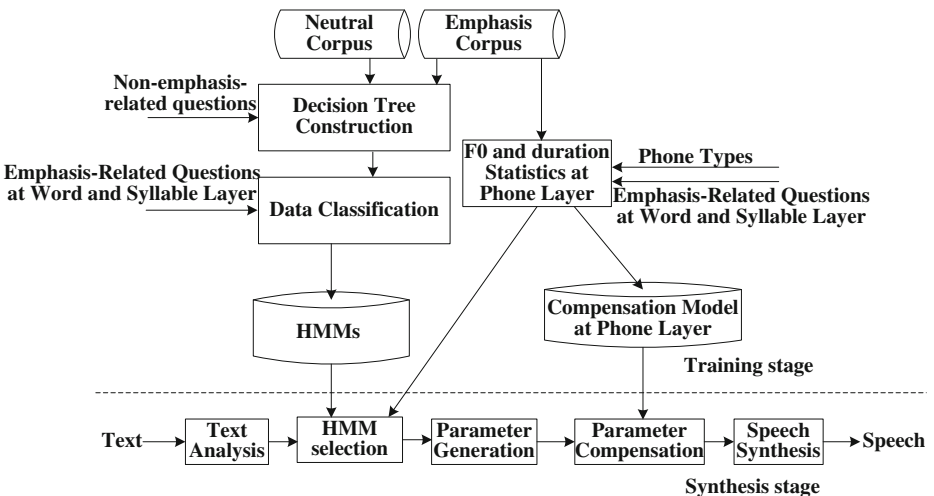 Neutral
Corpus
Emphasis
Corpus
Non-emphasis-
related questions
Decision Tree
Construction
F0 and duration
Statistics at
Phone Layer
Phone Types
Emphasis-Related Questions
at Word and Syllable Layer
Emphasis-Related Questions
at Word and Syllable Layer
Data Classification
HMMs
Compensation Model
at Phone Layer
Training stage
Text
Text
Analysis
HMM
selection
Parameter
Generation
Parameter
Compensation
Speech
Synthesis
Speech
Synthesis stage